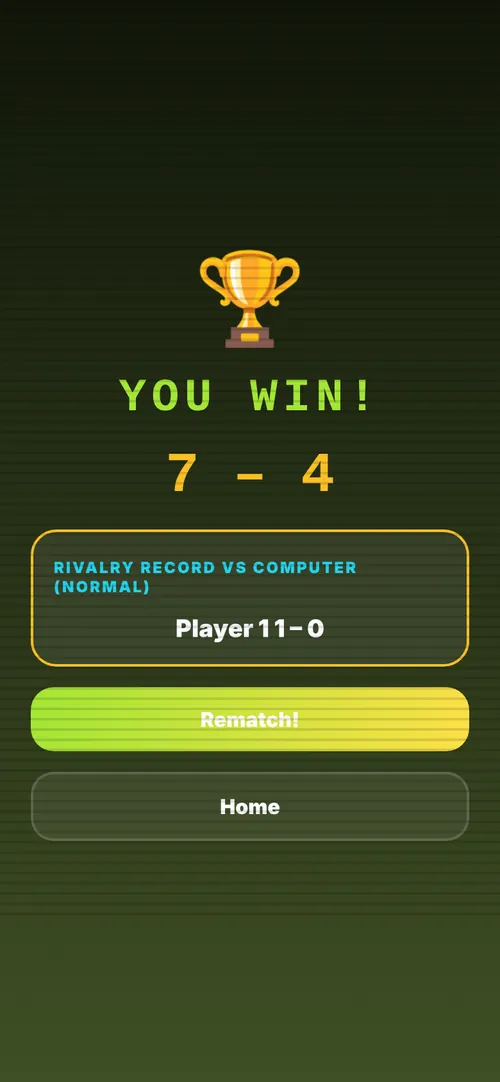 YOU WIN!
7 – 4
RIVALRY RECORD VS COMPUTER
(NORMAL)
Player 11–0
Rematch!
Home